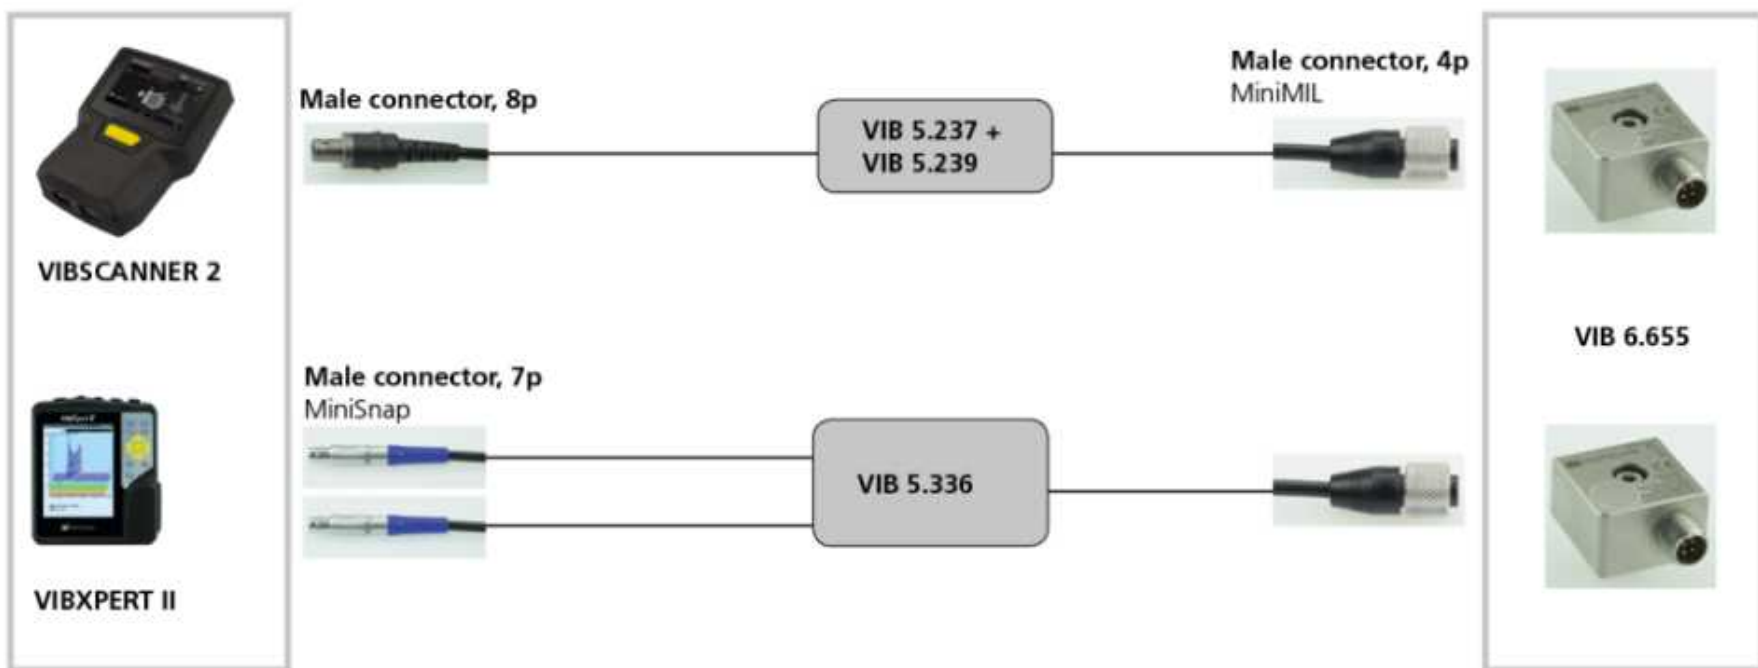 Male connector, 8p
VIB 5.237 +
VIB 5.239
Male connector, 4p
MiniMIL
VIBSCANNER 2
VIB 6.655
Male connector, 7p
MiniSnap
VIB 5.336
VIBXPERT II